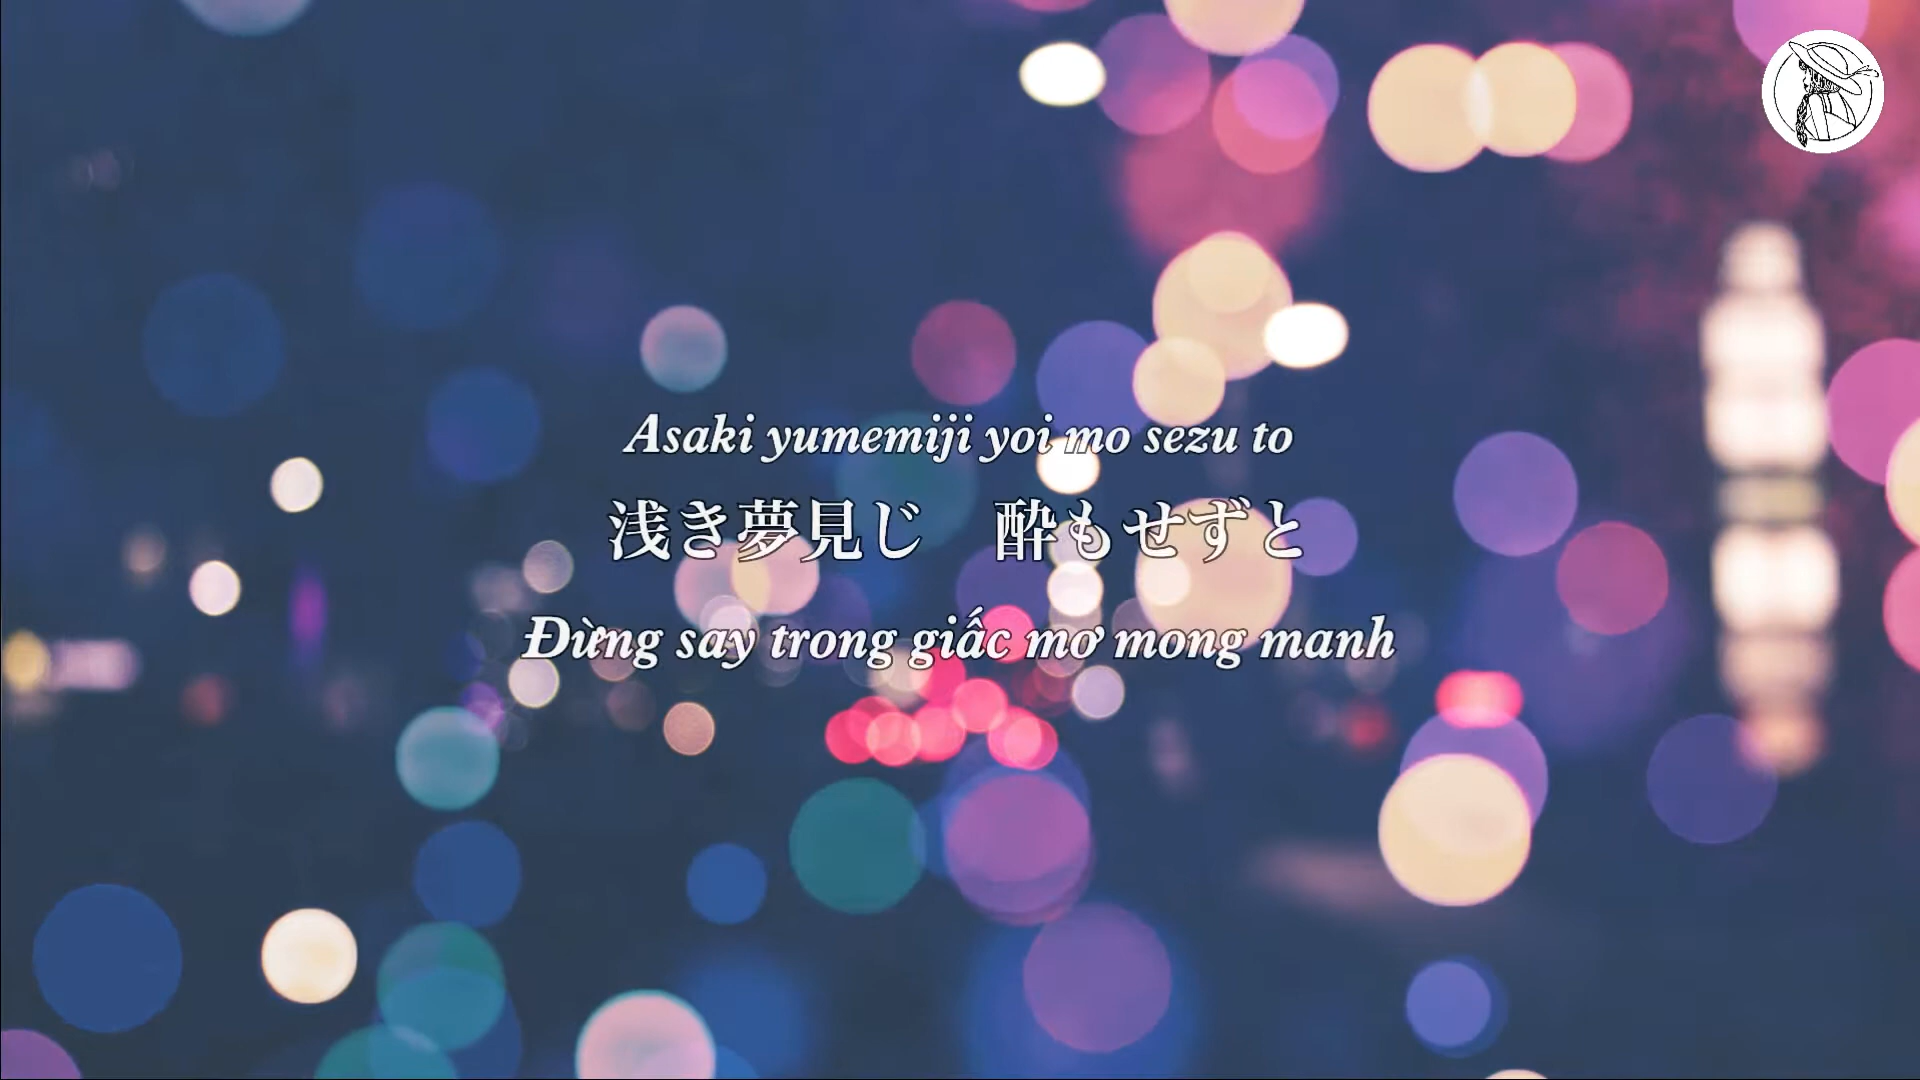 Asaki yumemiji yoi mo sezu to
浅き夢見じ　酔もせずと
Đừng say trong giấc mơ mong manh